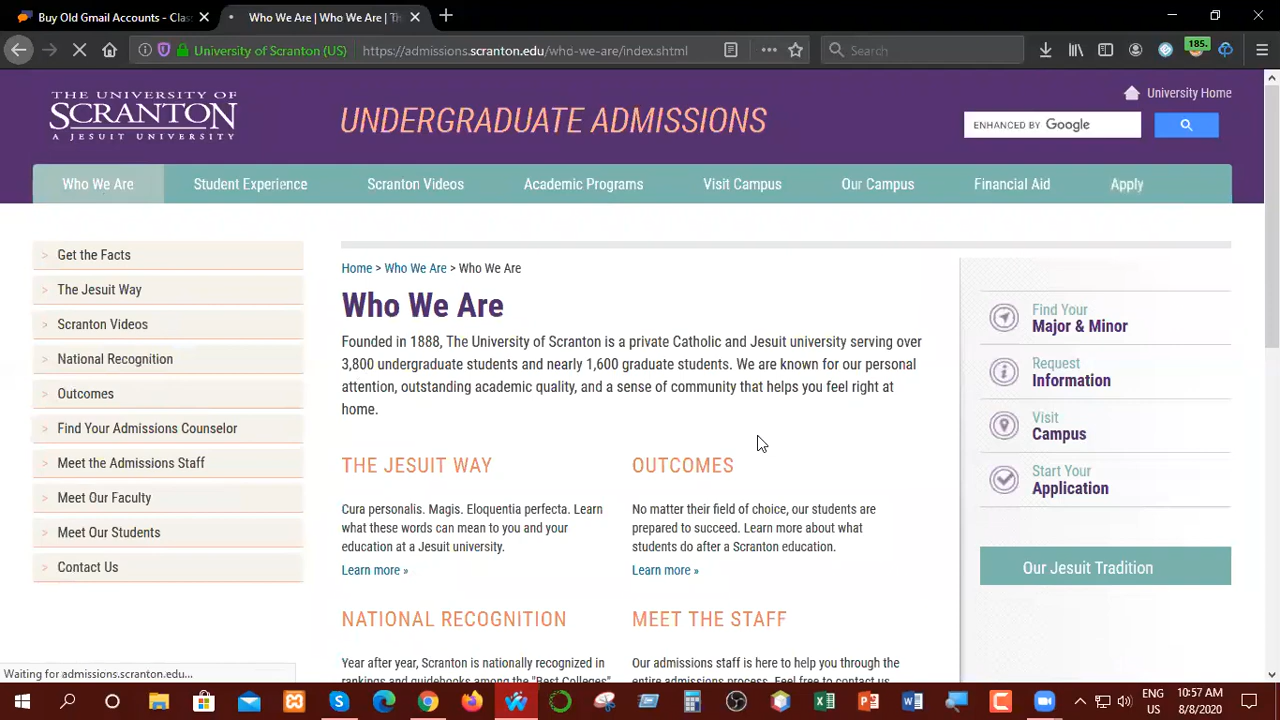 Buy Old Gmail Accounts - Clas
Who We Are | Who We Are | Th
University of Scranton (US)
https://admissions.scranton.edu/who-we-are/index.shtml
Search
185.
THE UNIVERSITY OF
SCRANTON
A JESUIT UNIVERSITY
UNDERGRADUATE ADMISSIONS
University Home
ENHANCED BY Google
Who We Are
Student Experience
Scranton Videos
Academic Programs
Visit Campus
Our Campus
Financial Aid
Apply
Get the Facts
The Jesuit Way
Scranton Videos
National Recognition
Outcomes
Find Your Admissions Counselor
Meet the Admissions Staff
Meet Our Faculty
Meet Our Students
Contact Us
Home > Who We Are > Who We Are
Who We Are
Founded in 1888, The University of Scranton is a private Catholic and Jesuit university serving over
3,800 undergraduate students and nearly 1,600 graduate students. We are known for our personal
attention, outstanding academic quality, and a sense of community that helps you feel right at
home.
THE JESUIT WAY
Cura personalis. Magis. Eloquentia perfecta. Learn
what these words can mean to you and your
education at a Jesuit university.
Learn more »
OUTCOMES
No matter their field of choice, our students are
prepared to succeed. Learn more about what
students do after a Scranton education.
Learn more »
NATIONAL RECOGNITION
Year after year, Scranton is nationally recognized in
rankings and guidebooks among the "Best Colleges"
MEET THE STAFF
Our admissions staff is here to help you through the
entire admissions process. Feel free to contact us
Find Your
Major & Minor
Request
Information
Visit
Campus
Start Your
Application
Our Jesuit Tradition
Waiting for admissions.scranton.edu...
ENG
US
10:57 AM
8/8/2020